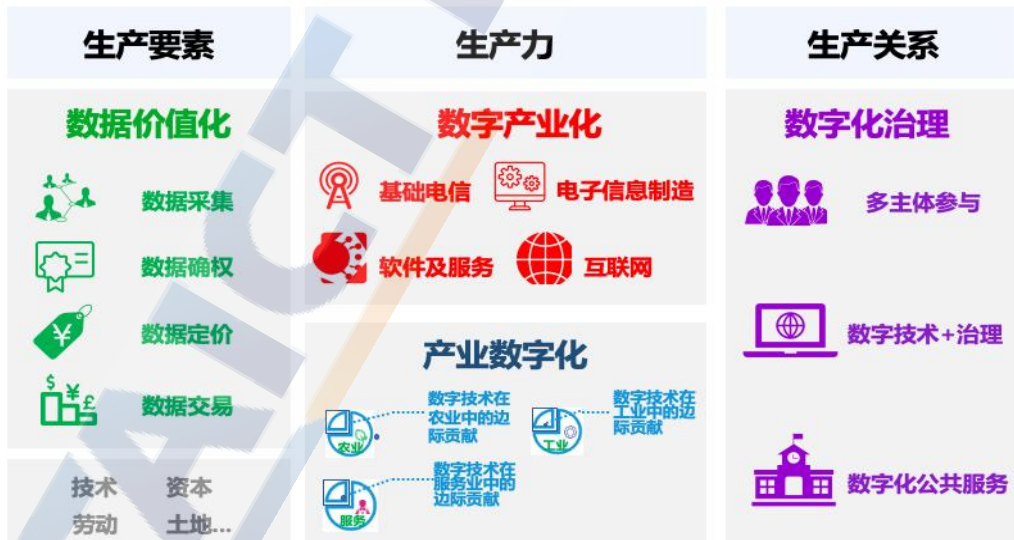 生产要素
数据价值化
数据采集
数据确权
¥
数据定价
$ ¥ £
数据交易
技术 资本
劳动 土地...
生产力
数字产业化
基础电信 电子信息制造
软件及服务 互联网
产业数字化
数字技术在
农业中的边
际贡献
农业
数字技术在
工业中的边
际贡献
工业
数字技术在
服务业中的
边际贡献
服务
生产关系
数字化治理
多主体参与
数字技术+治理
数字化公共服务
AICT